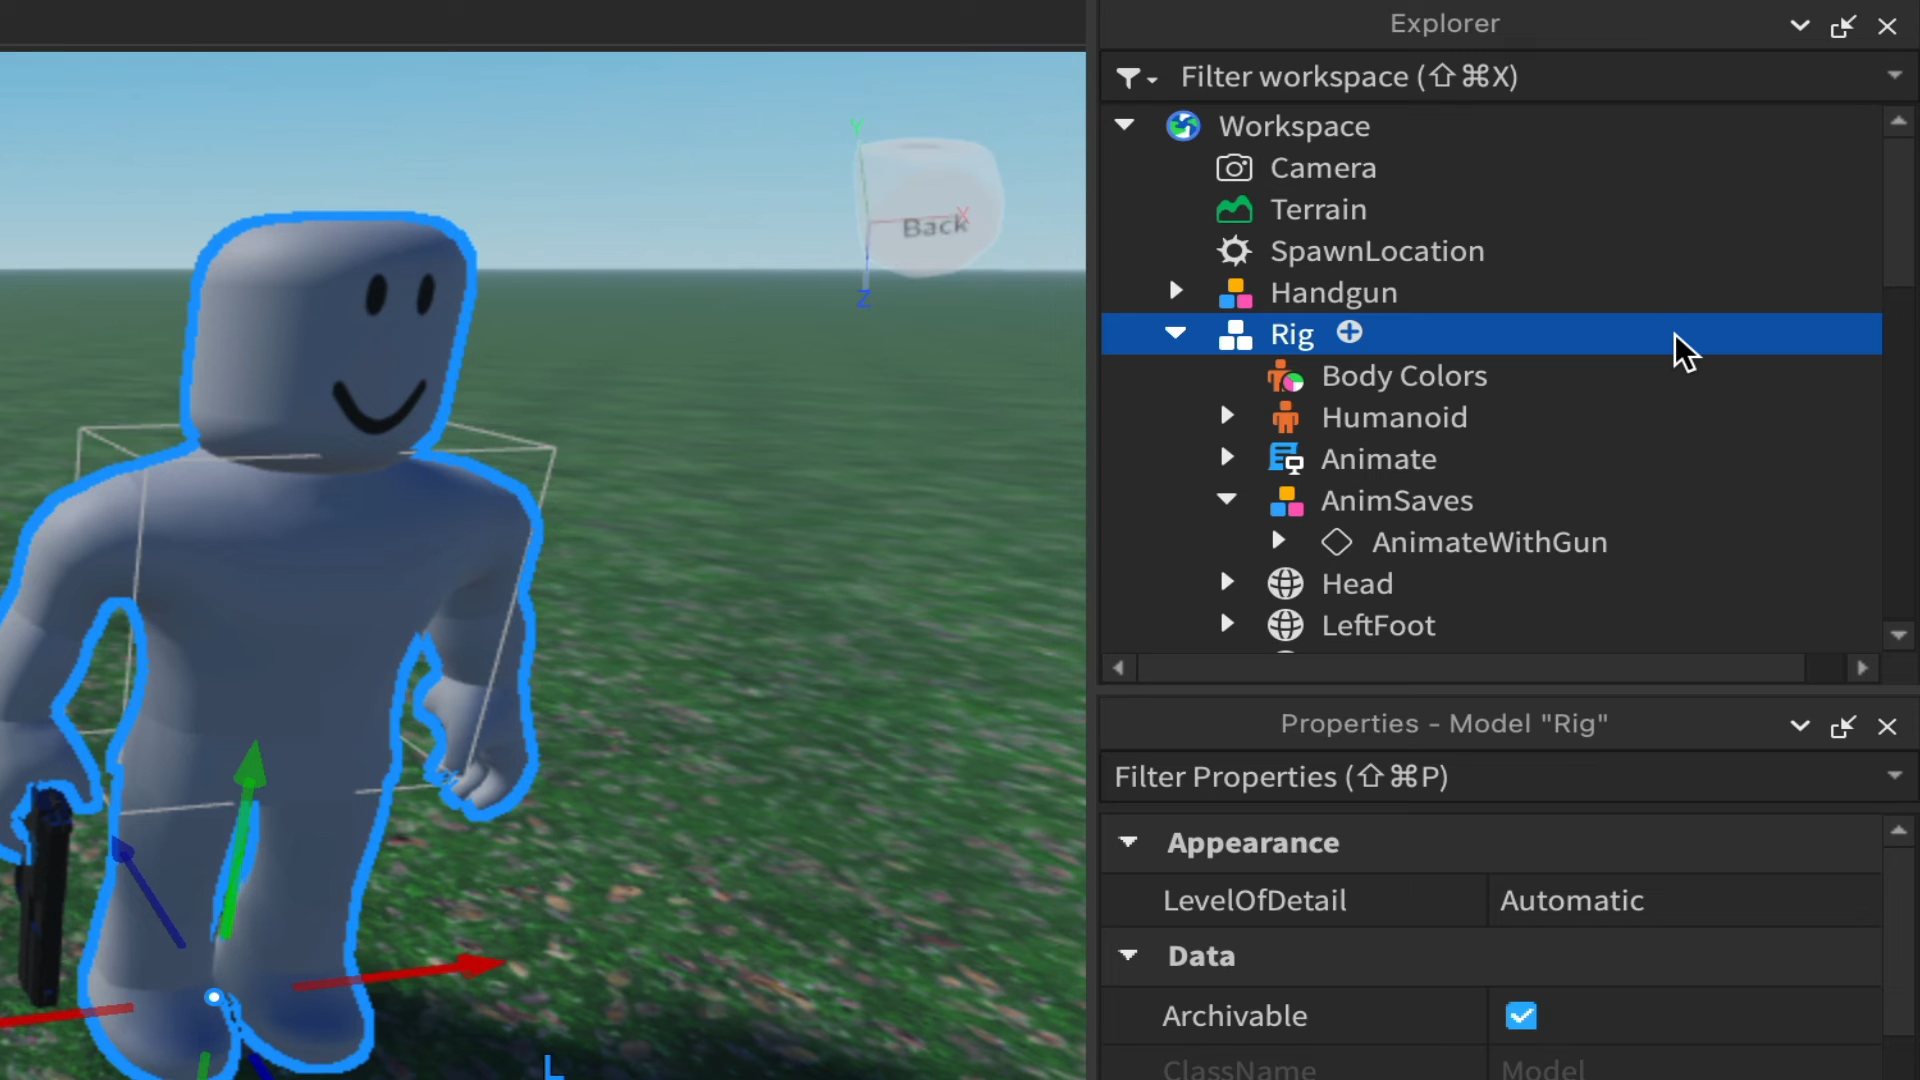 Explorer
Filter workspace (⇧⌘X)
Workspace
Camera
Terrain
SpawnLocation
Handgun
Rig
Body Colors
Humanoid
Animate
AnimSaves
AnimateWithGun
Head
LeftFoot
Y
X
Back
Z
L
Properties - Model "Rig"
Filter Properties (⇧⌘P)
Appearance
LevelOfDetail Automatic
Data
Archivable
ClassName Model